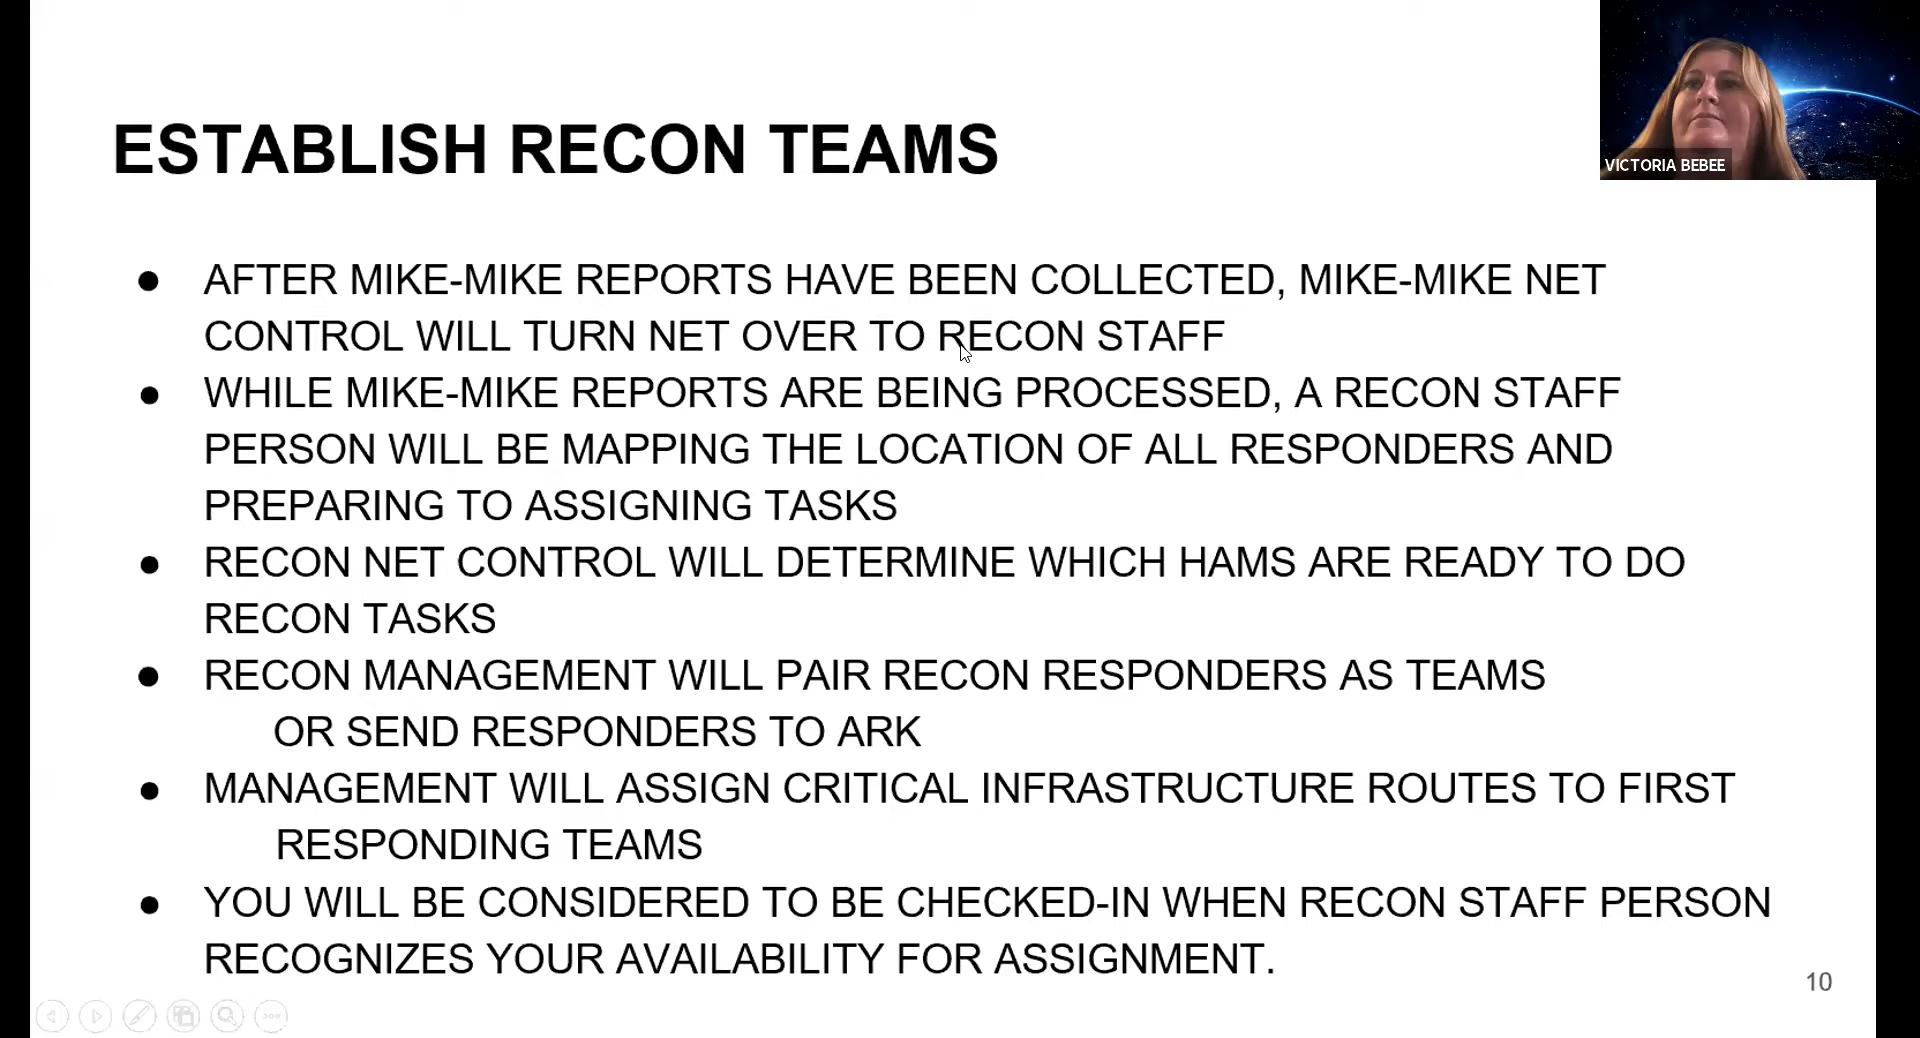 VICTORIA BEBEE
ESTABLISH RECON TEAMS
● AFTER MIKE-MIKE REPORTS HAVE BEEN COLLECTED, MIKE-MIKE NET
CONTROL WILL TURN NET OVER TO RECON STAFF
● WHILE MIKE-MIKE REPORTS ARE BEING PROCESSED, A RECON STAFF
PERSON WILL BE MAPPING THE LOCATION OF ALL RESPONDERS AND
PREPARING TO ASSIGNING TASKS
● RECON NET CONTROL WILL DETERMINE WHICH HAMS ARE READY TO DO
RECON TASKS
● RECON MANAGEMENT WILL PAIR RECON RESPONDERS AS TEAMS
OR SEND RESPONDERS TO ARK
● MANAGEMENT WILL ASSIGN CRITICAL INFRASTRUCTURE ROUTES TO FIRST
RESPONDING TEAMS
● YOU WILL BE CONSIDERED TO BE CHECKED-IN WHEN RECON STAFF PERSON
RECOGNIZES YOUR AVAILABILITY FOR ASSIGNMENT.
10